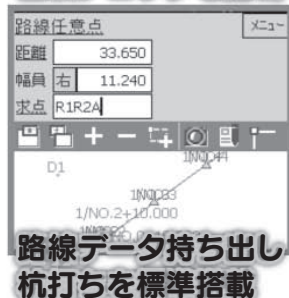 路線任意点
メニュー
距離 33.650
幅員 右 11.240
求点 R1R2A
D1
1/NO.2+10.000
路線データ持ち出し
杭打ちを標準搭載